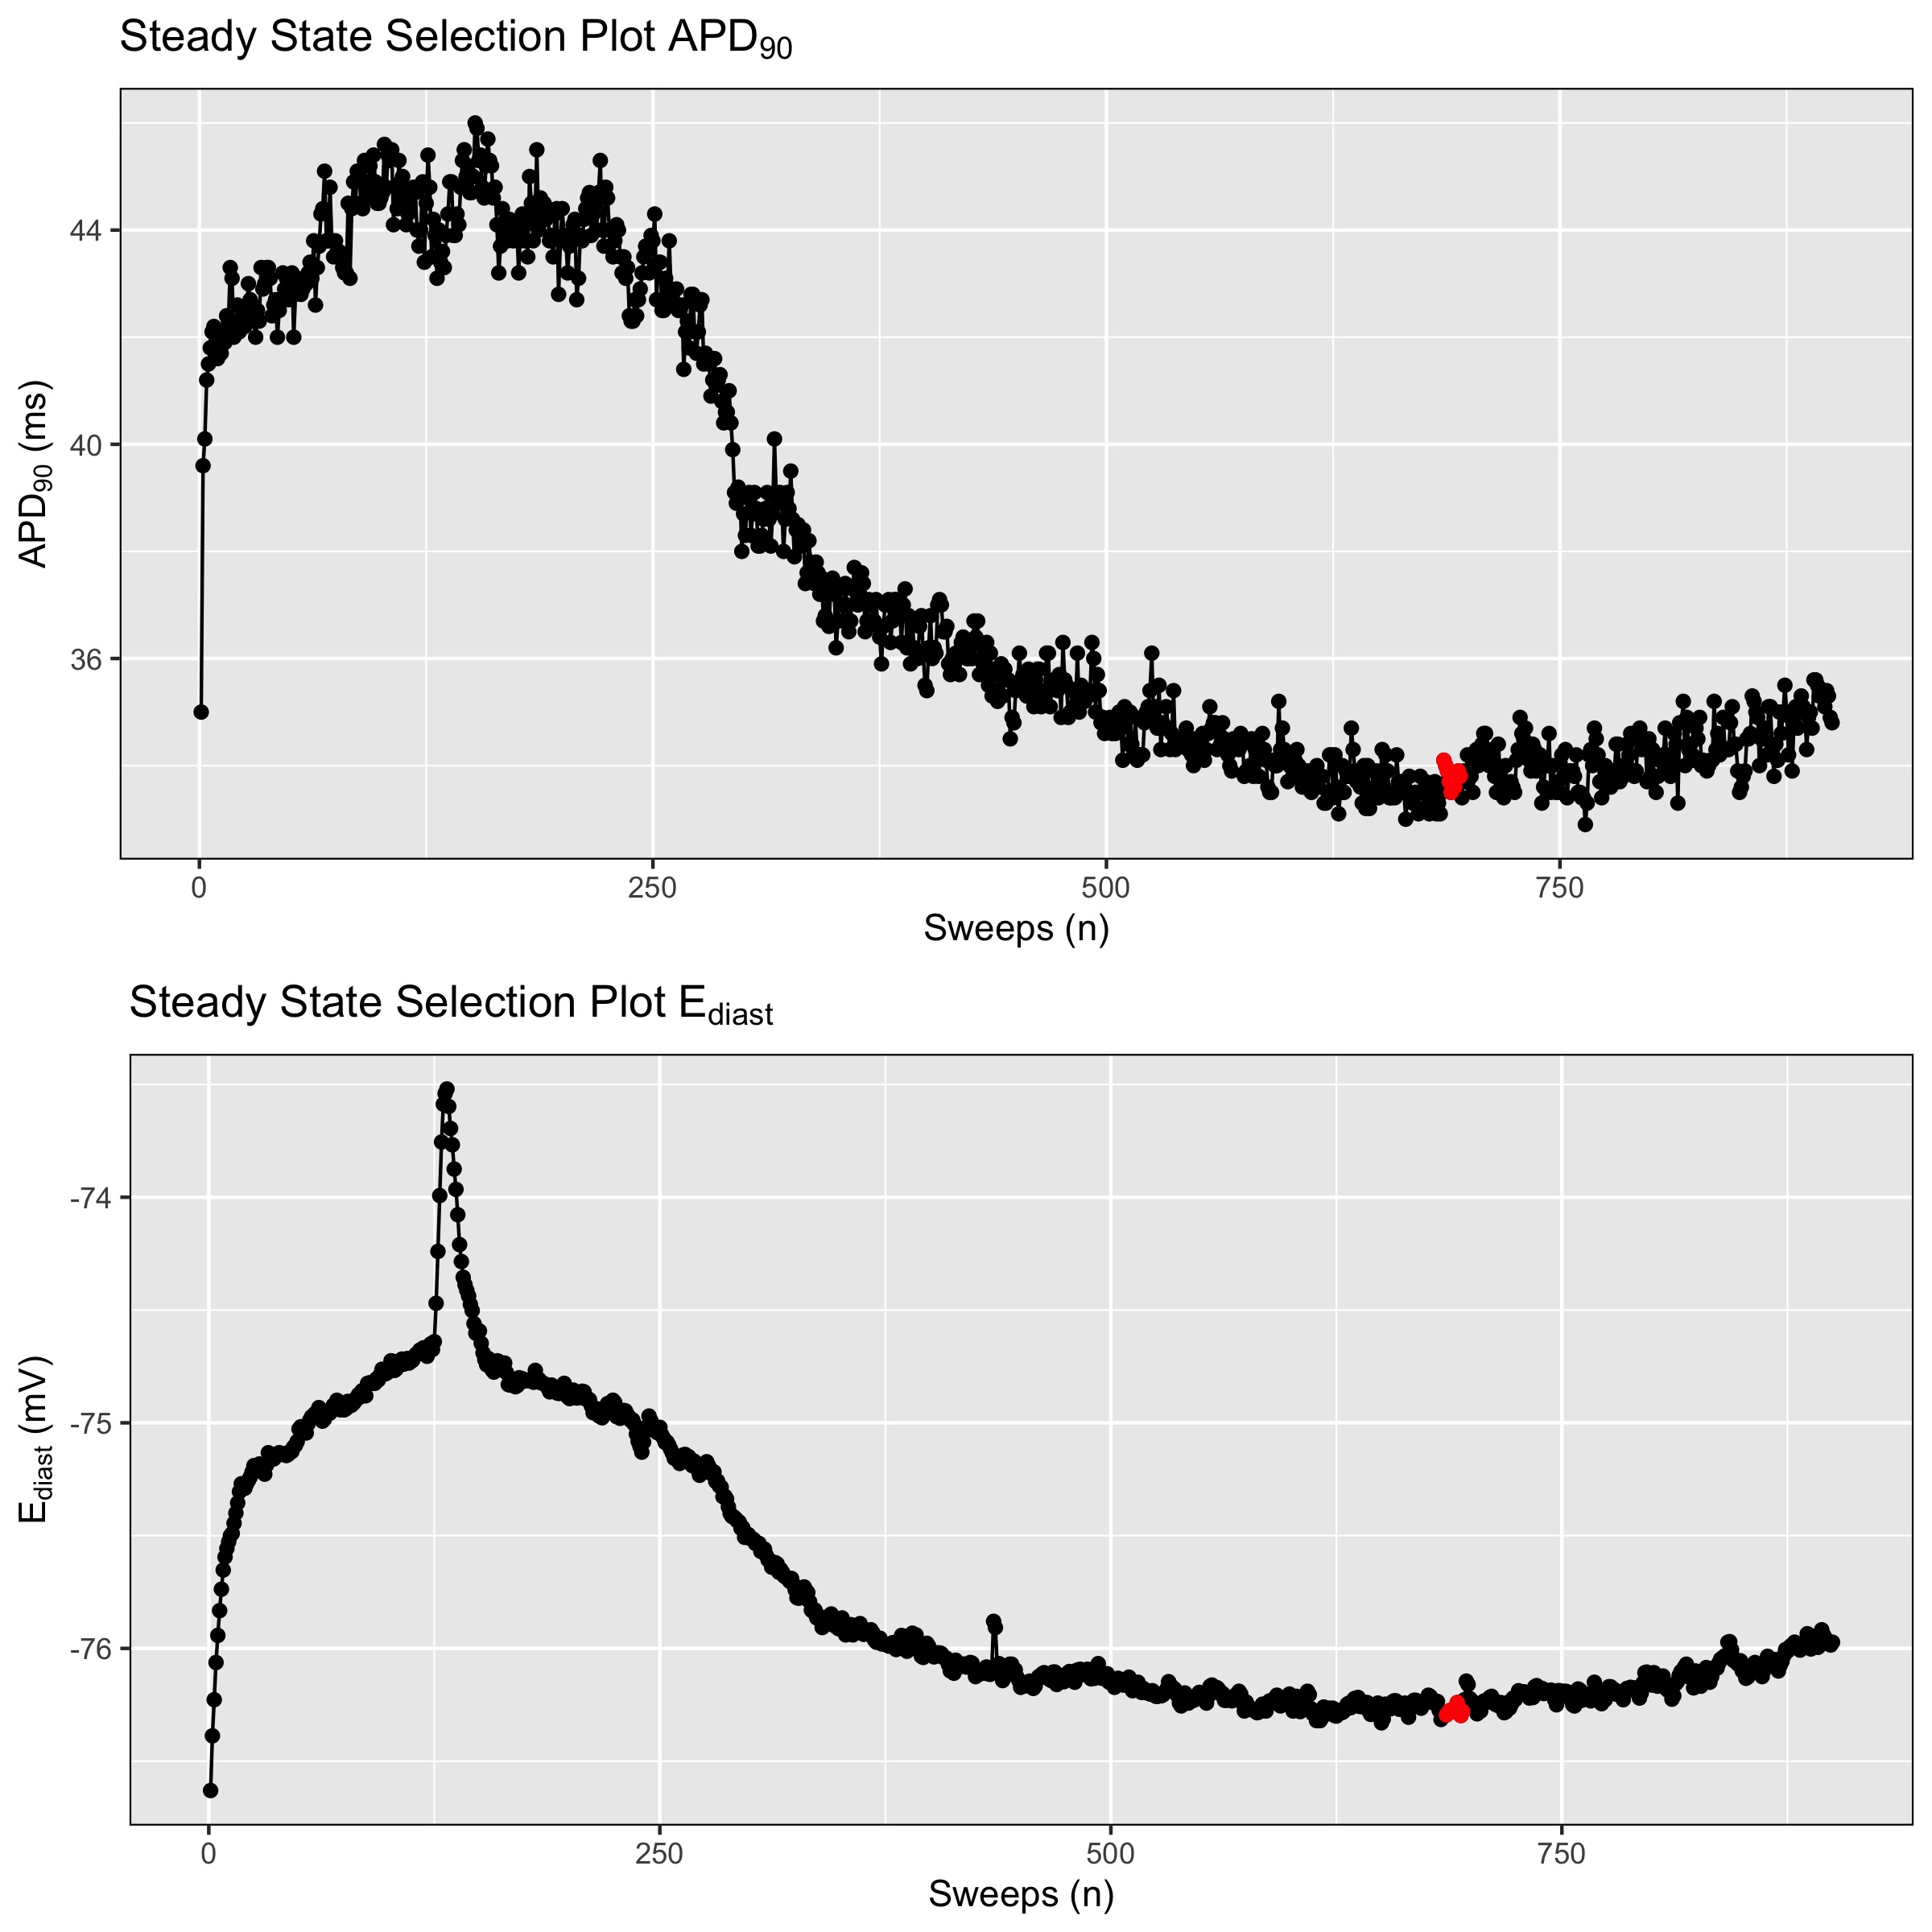 Steady State Selection Plot APD90
44
40
36
APD90 (ms)
0 250 500 750
Sweeps (n)
Steady State Selection Plot Ediast
-74
-75
-76
Ediast (mV)
0 250 500 750
Sweeps (n)